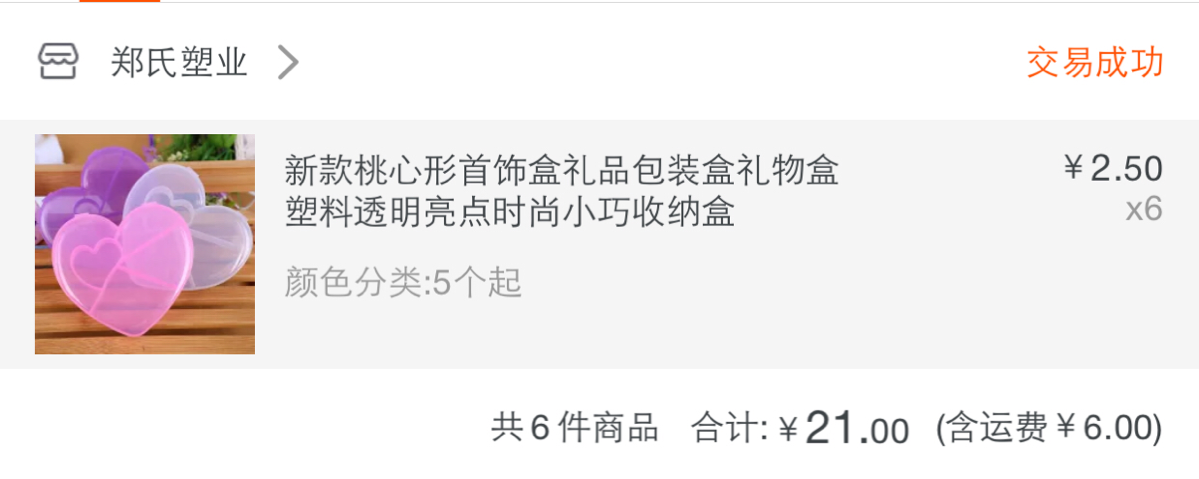 郑氏塑业
交易成功
新款桃心形首饰盒礼品包装盒礼物盒
塑料透明亮点时尚小巧收纳盒
¥2.50
x6
颜色分类:5个起
共6件商品 合计:¥21.00 (含运费¥6.00)